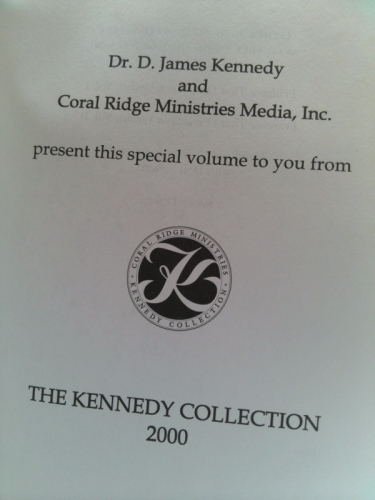 Dr. D. James Kennedy
and
Coral Ridge Ministries Media, Inc.
present this special volume to you from
CORAL RIDGE MINISTRIES
K
KENNEDY COLLECTION
THE KENNEDY COLLECTION
2000